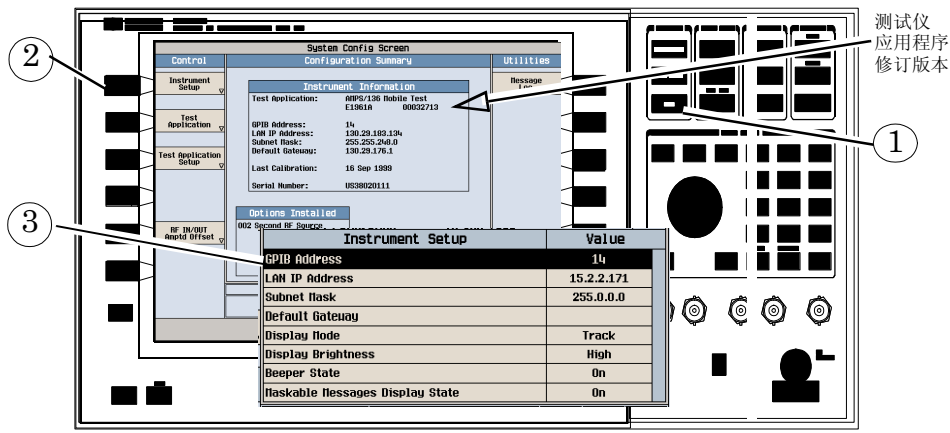 测试仪
应用程序
修订版本
1
2
3
System Config Screen
Control
Configuration Summary
Utilities
Instrument
Setup
Test
Application
Test Application
Setup
RF IN/OUT
Amptd Offset
Message
Instrument Information
Test Application: AMPS/136 Mobile Test
E1961A 00032713
GPIB Address: 14
LAN IP Address: 130.29.183.134
Subnet Mask: 255.255.248.0
Default Gateway: 130.29.176.1
Last Calibration: 16 Sep 1999
Serial Number: US38020111
Options Installed
002 Second RF Source
Instrument Setup Value
GPIB Address 14
LAN IP Address 15.2.2.171
Subnet Mask 255.0.0.0
Default Gateway
Display Mode Track
Display Brightness High
Beeper State On
Maskable Messages Display State On